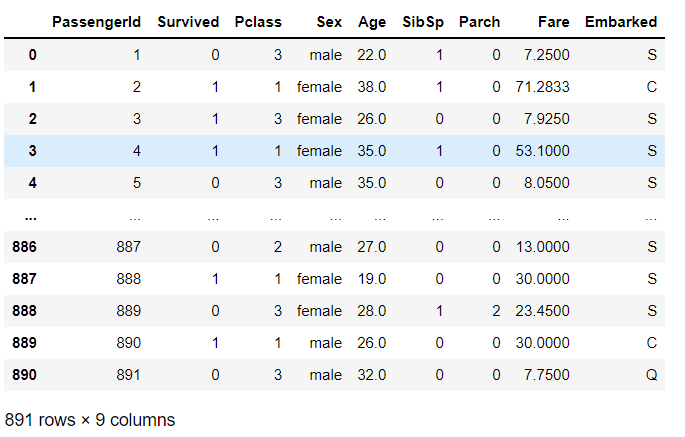 PassengerId Survived Pclass Sex Age SibSp Parch Fare Embarked
0 1 0 3 male 22.0 1 0 7.2500 S
1 2 1 1 female 38.0 1 0 71.2833 C
2 3 1 3 female 26.0 0 0 7.9250 S
3 4 1 1 female 35.0 1 0 53.1000 S
4 5 0 3 male 35.0 0 0 8.0500 S
... ... ... ... ... ... ... ... ... ...
886 887 0 2 male 27.0 0 0 13.0000 S
887 888 1 1 female 19.0 0 0 30.0000 S
888 889 0 3 female 28.0 1 2 23.4500 S
889 890 1 1 male 26.0 0 0 30.0000 C
890 891 0 3 male 32.0 0 0 7.7500 Q
891 rows × 9 columns